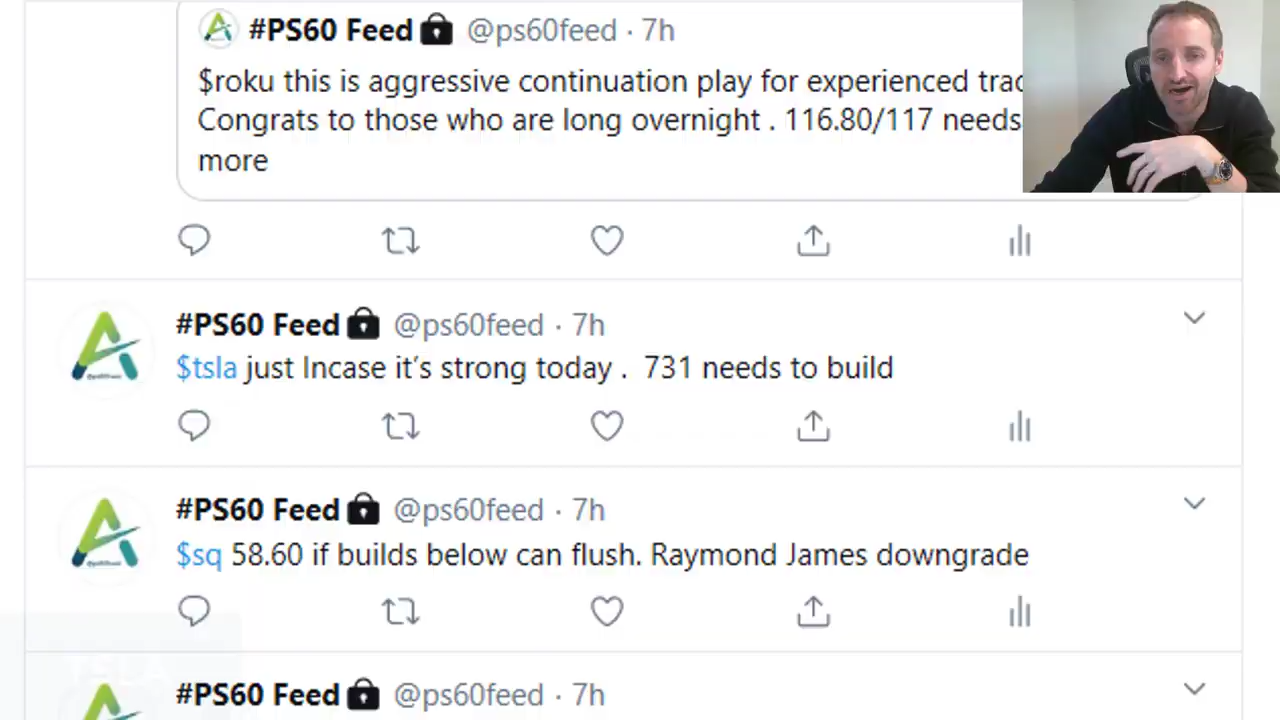 #PS60 Feed @ps60feed · 7h
$roku this is aggressive continuation play for experienced
Congrats to those who are long overnight . 116.80/117 needs
more
#PS60 Feed @ps60feed · 7h
$tsla just Incase it's strong today . 731 needs to build
#PS60 Feed @ps60feed · 7h
$sq 58.60 if builds below can flush. Raymond James downgrade
TSLA
#PS60 Feed @ps60feed · 7h